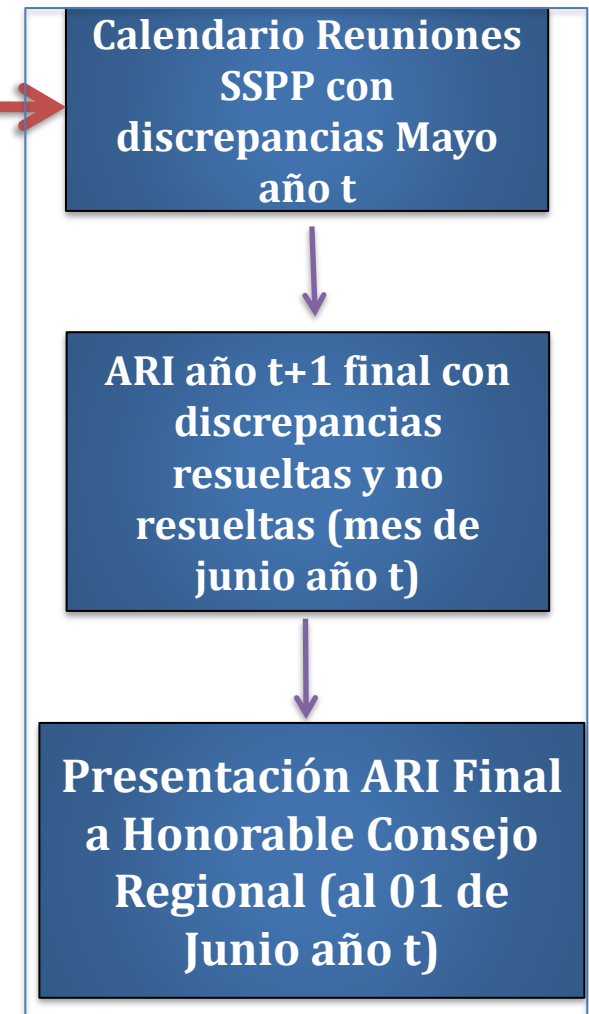 Calendario Reuniones
SSPP con
discrepancias Mayo
año t
ARI año t+1 final con
discrepancias
resueltas y no
resueltas (mes de
junio año t)
Presentación ARI Final
a Honorable Consejo
Regional (al 01 de
Junio año t)